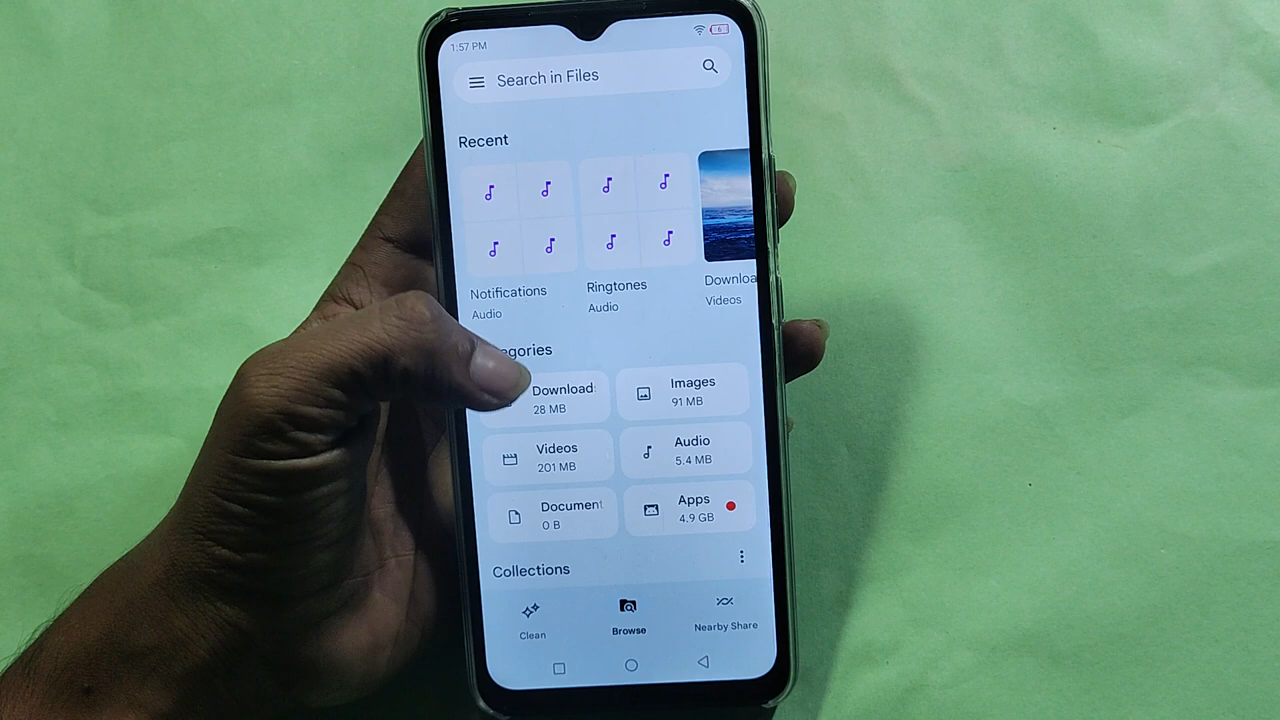 1:57 PM
6
Search in Files
Recent
Notifications
Audio
Ringtones
Audio
Downloa
Videos
egories
Download
28 MB
Images
91 MB
Videos
201 MB
Audio
5.4 MB
Document
0 B
Apps
4.9 GB
Collections
Clean
Browse
Nearby Share